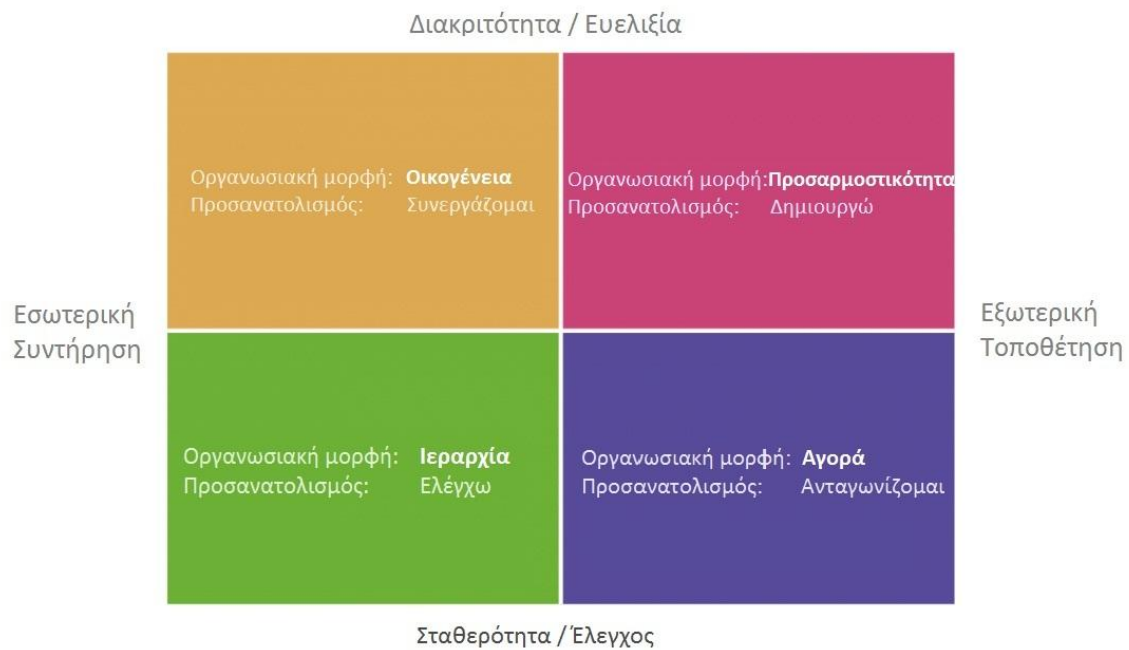 Διακριτότητα / Ευελιξία
Οργανωσιακή μορφή: Οικογένεια
Προσανατολισμός: Συνεργάζομαι
Οργανωσιακή μορφή:Προσαρμοστικότητα
Προσανατολισμός: Δημιουργώ
Εσωτερική
Συντήρηση
Εξωτερική
Τοποθέτηση
Οργανωσιακή μορφή: Ιεραρχία
Προσανατολισμός: Ελέγχω
Οργανωσιακή μορφή: Αγορά
Προσανατολισμός: Ανταγωνίζομαι
Σταθερότητα / Έλεγχος